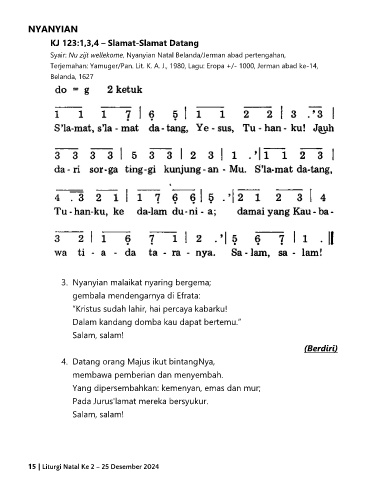 NYANYIAN
KJ 123:1,3,4 – Slamat-Slamat Datang
Syair: Nu zijt wellekome, Nyanyian Natal Belanda/Jerman abad pertengahan,
Terjemahan: Yamuger/Pan. Lit. K. A. J., 1980, Lagu: Eropa +/- 1000, Jerman abad ke-14,
Belanda, 1627
do = g 2 ketuk
1 1 1 7̣ | 6̣ 5̣ | 1 1 2 2 | 3 .’3 |
S'la-mat, s'la - mat da - tang, Ye - sus, Tu - han - ku! Jauh
3 3 3 3 | 5 3 3 | 2 3 | 1 .’| 1 1 2 3 |
da - ri sor-ga ting-gi kunjung - an - Mu. S'la-mat da-tang,
4 . 3 2 1 | 1 7̣ 6̣ 6̣ | 5̣ .’| 2 1 2 3 | 4
Tu - han-ku, ke da-lam du - ni - a; damai yang Kau - ba -
3 2 | 1 6̣ 7̣ 1 | 2 .’| 5̣ 6̣ 7̣ | 1 . ||
wa ti - a - da ta - ra - nya. Sa - lam, sa - lam!
3. Nyanyian malaikat nyaring bergema;
gembala mendengarnya di Efrata:
"Kristus sudah lahir, hai percaya kabarku!
Dalam kandang domba kau dapat bertemu."
Salam, salam!
(Berdiri)
4. Datang orang Majus ikut bintangNya,
membawa pemberian dan menyembah.
Yang dipersembahkan: kemenyan, emas dan mur;
Pada Jurus'lamat mereka bersyukur.
Salam, salam!
15 | Liturgi Natal Ke 2 – 25 Desember 2024